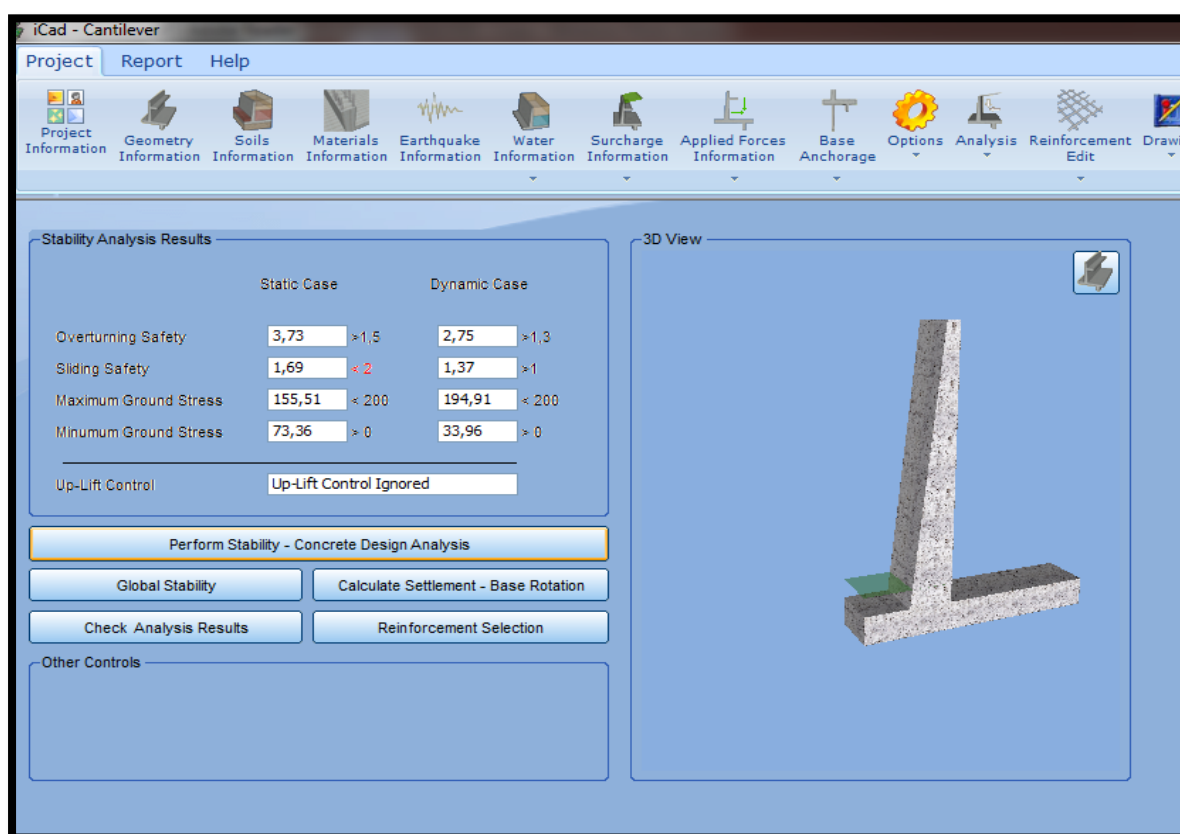 iCad - Cantilever
Project Report Help
Project Information
Geometry Information
Soils Information
Materials Information
Earthquake Information
Water Information
Surcharge Information
Applied Forces Information
Base Anchorage
Options
Analysis
Reinforcement Edit
Stability Analysis Results
Static Case Dynamic Case
Overturning Safety 3,73 >1,5 2,75 >1,3
Sliding Safety 1,69 < 2 1,37 >1
Maximum Ground Stress 155,51 < 200 194,91 < 200
Minumum Ground Stress 73,36 > 0 33,96 > 0
Up-Lift Control Up-Lift Control Ignored
Perform Stability - Concrete Design Analysis
Global Stability Calculate Settlement - Base Rotation
Check Analysis Results Reinforcement Selection
Other Controls
3D View